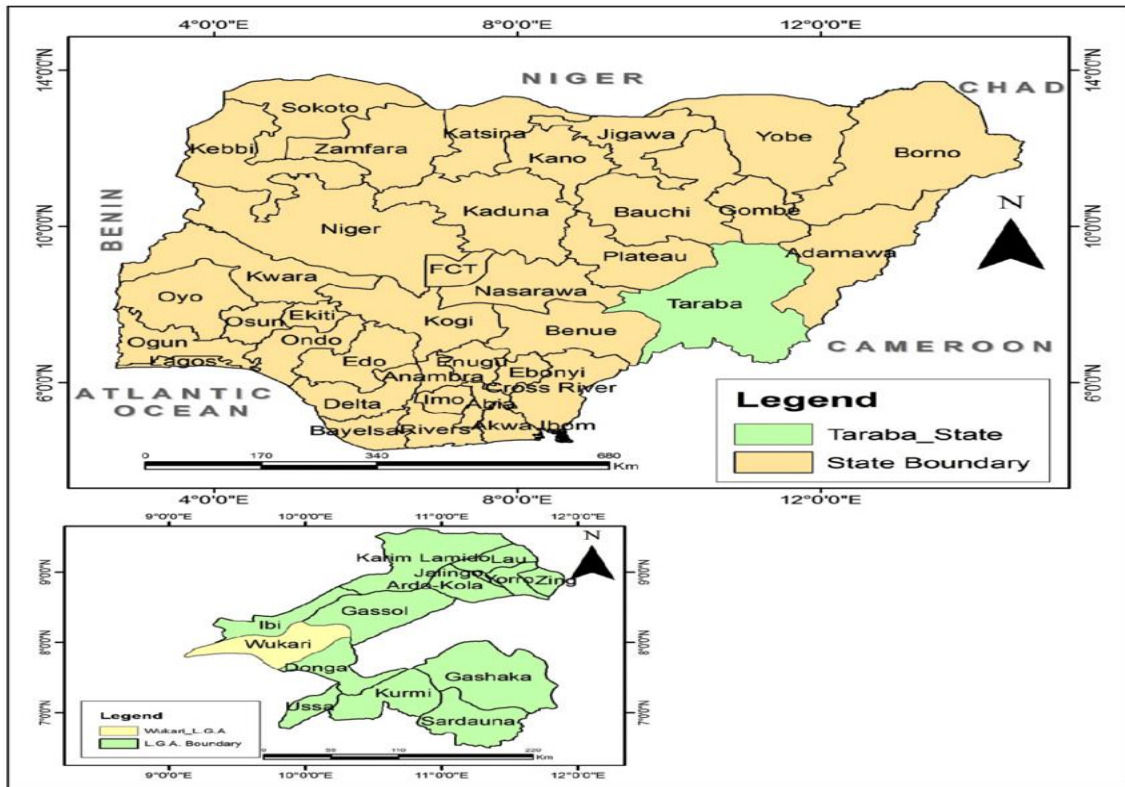 4°0'0"E 8°0'0"E 12°0'0"E
14°0'0"N
10°0'0"N
6°0'0"N
NIGER
CHAD
BENIN
CAMEROON
ATLANTIC
OCEAN
Sokoto
Katsina
Jigawa
Yobe
Borno
Kebbi
Zamfara
Kano
Kaduna
Bauchi
Gombe
Niger
Adamawa
Plateau
FCT
Kwara
Nasarawa
Taraba
Oyo
Ekiti
Osun
Kogi
Benue
Ogun
Ondo
Lagos
Edo
Enugu
Anambra
Ebonyi
Cross River
Delta
Imo
Abia
Bayelsa
Rivers
Akwa Ibom
N
14°0'0"N
10°0'0"N
6°0'0"N
Legend
Taraba_State
State Boundary
0 170 340 680
Km
4°0'0"E 8°0'0"E 12°0'0"E
9°0'0"E 10°0'0"E 11°0'0"E 12°0'0"E
9°0'0"N
8°0'0"N
7°0'0"N
N
Karim Lamido
Lau
Jalingo
Yorro
Zing
Ardo-Kola
Gassol
Ibi
Wukari
Donga
Gashaka
Kurmi
Ussa
Sardauna
9°0'0"N
8°0'0"N
7°0'0"N
Legend
Wukari_L.G.A
L.G.A. Boundary
0 55 110 220
Km
9°0'0"E 10°0'0"E 11°0'0"E 12°0'0"E